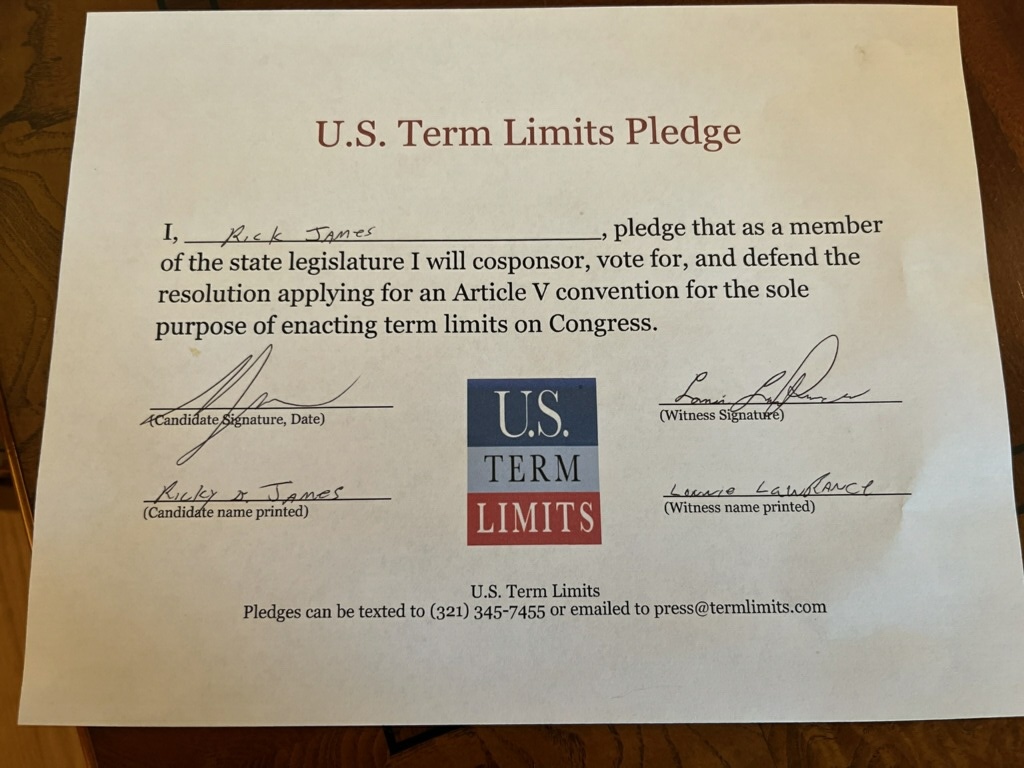 U.S. Term Limits Pledge
I, Rick James, pledge that as a member
of the state legislature I will cosponsor, vote for, and defend the
resolution applying for an Article V convention for the sole
purpose of enacting term limits on Congress.
(Candidate Signature, Date)
Ricky D. James
(Candidate name printed)
U.S.
TERM
LIMITS
(Witness Signature)
Lonnie Lawrance
(Witness name printed)
U.S. Term Limits
Pledges can be texted to (321) 345-7455 or emailed to press@termlimits.com